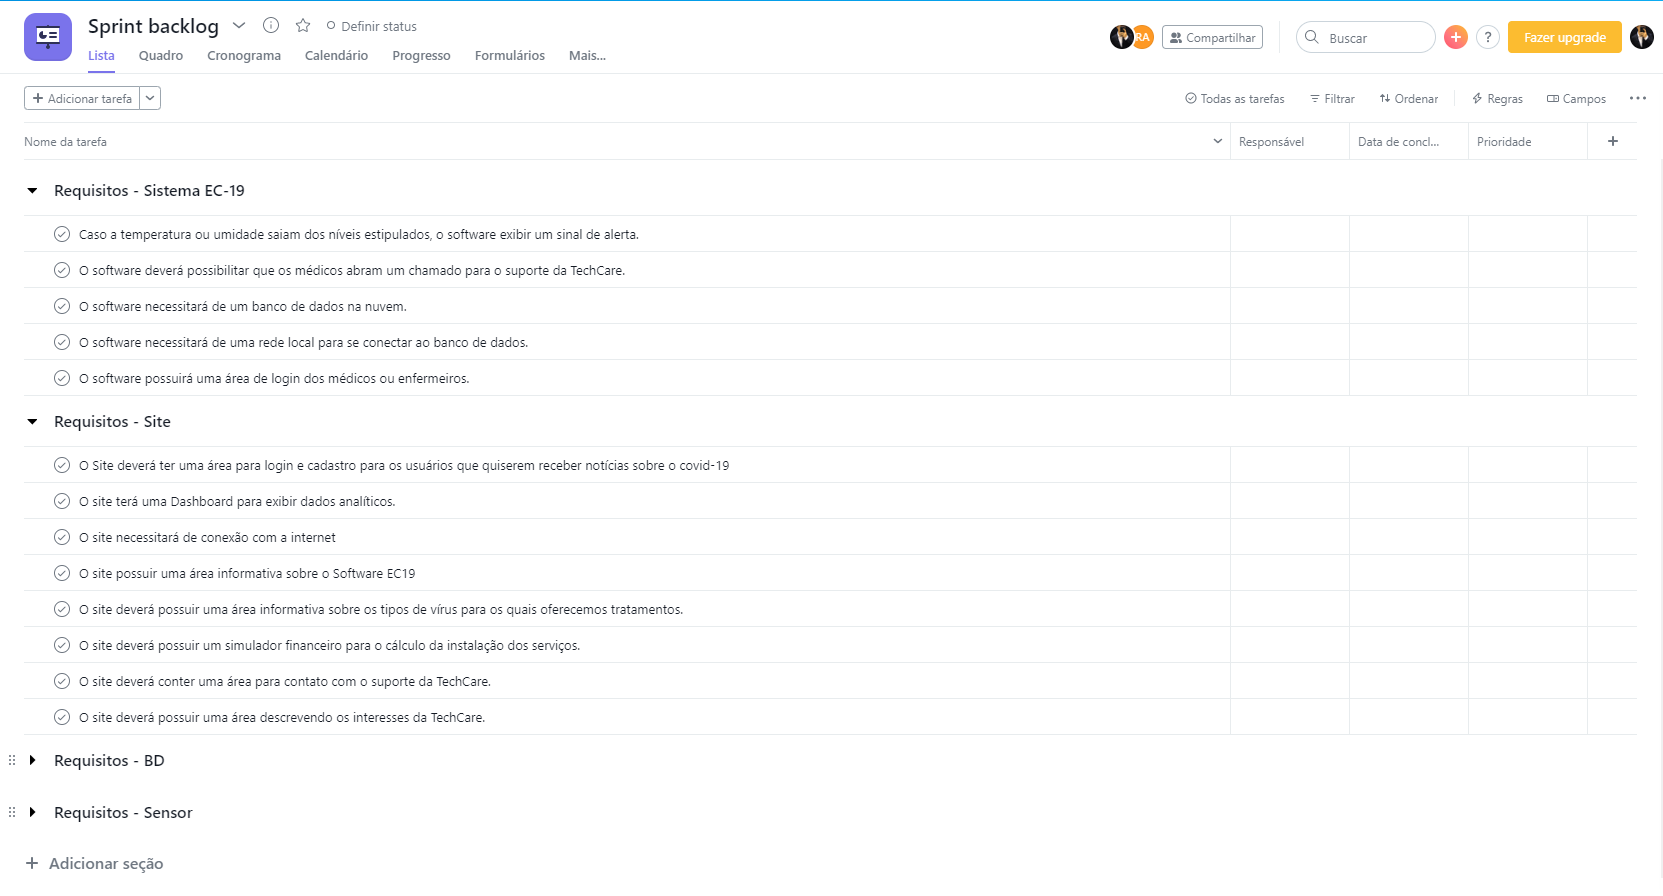 Sprint backlog
Definir status
Lista Quadro Cronograma Calendário Progresso Formulários Mais...
RA
Compartilhar
Buscar
?
Fazer upgrade
Adicionar tarefa
Todas as tarefas Filtrar Ordenar Regras Campos
Nome da tarefa Responsável Data de concl... Prioridade
Requisitos - Sistema EC-19
Caso a temperatura ou umidade saiam dos níveis estipulados, o software exibir um sinal de alerta.
O software deverá possibilitar que os médicos abram um chamado para o suporte da TechCare.
O software necessitará de um banco de dados na nuvem.
O software necessitará de uma rede local para se conectar ao banco de dados.
O software possuirá uma área de login dos médicos ou enfermeiros.
Requisitos - Site
O Site deverá ter uma área para login e cadastro para os usuários que quiserem receber notícias sobre o covid-19
O site terá uma Dashboard para exibir dados analíticos.
O site necessitará de conexão com a internet
O site possuir uma área informativa sobre o Software EC19
O site deverá possuir uma área informativa sobre os tipos de vírus para os quais oferecemos tratamentos.
O site deverá possuir um simulador financeiro para o cálculo da instalação dos serviços.
O site deverá conter uma área para contato com o suporte da TechCare.
O site deverá possuir uma área descrevendo os interesses da TechCare.
Requisitos - BD
Requisitos - Sensor
Adicionar seção